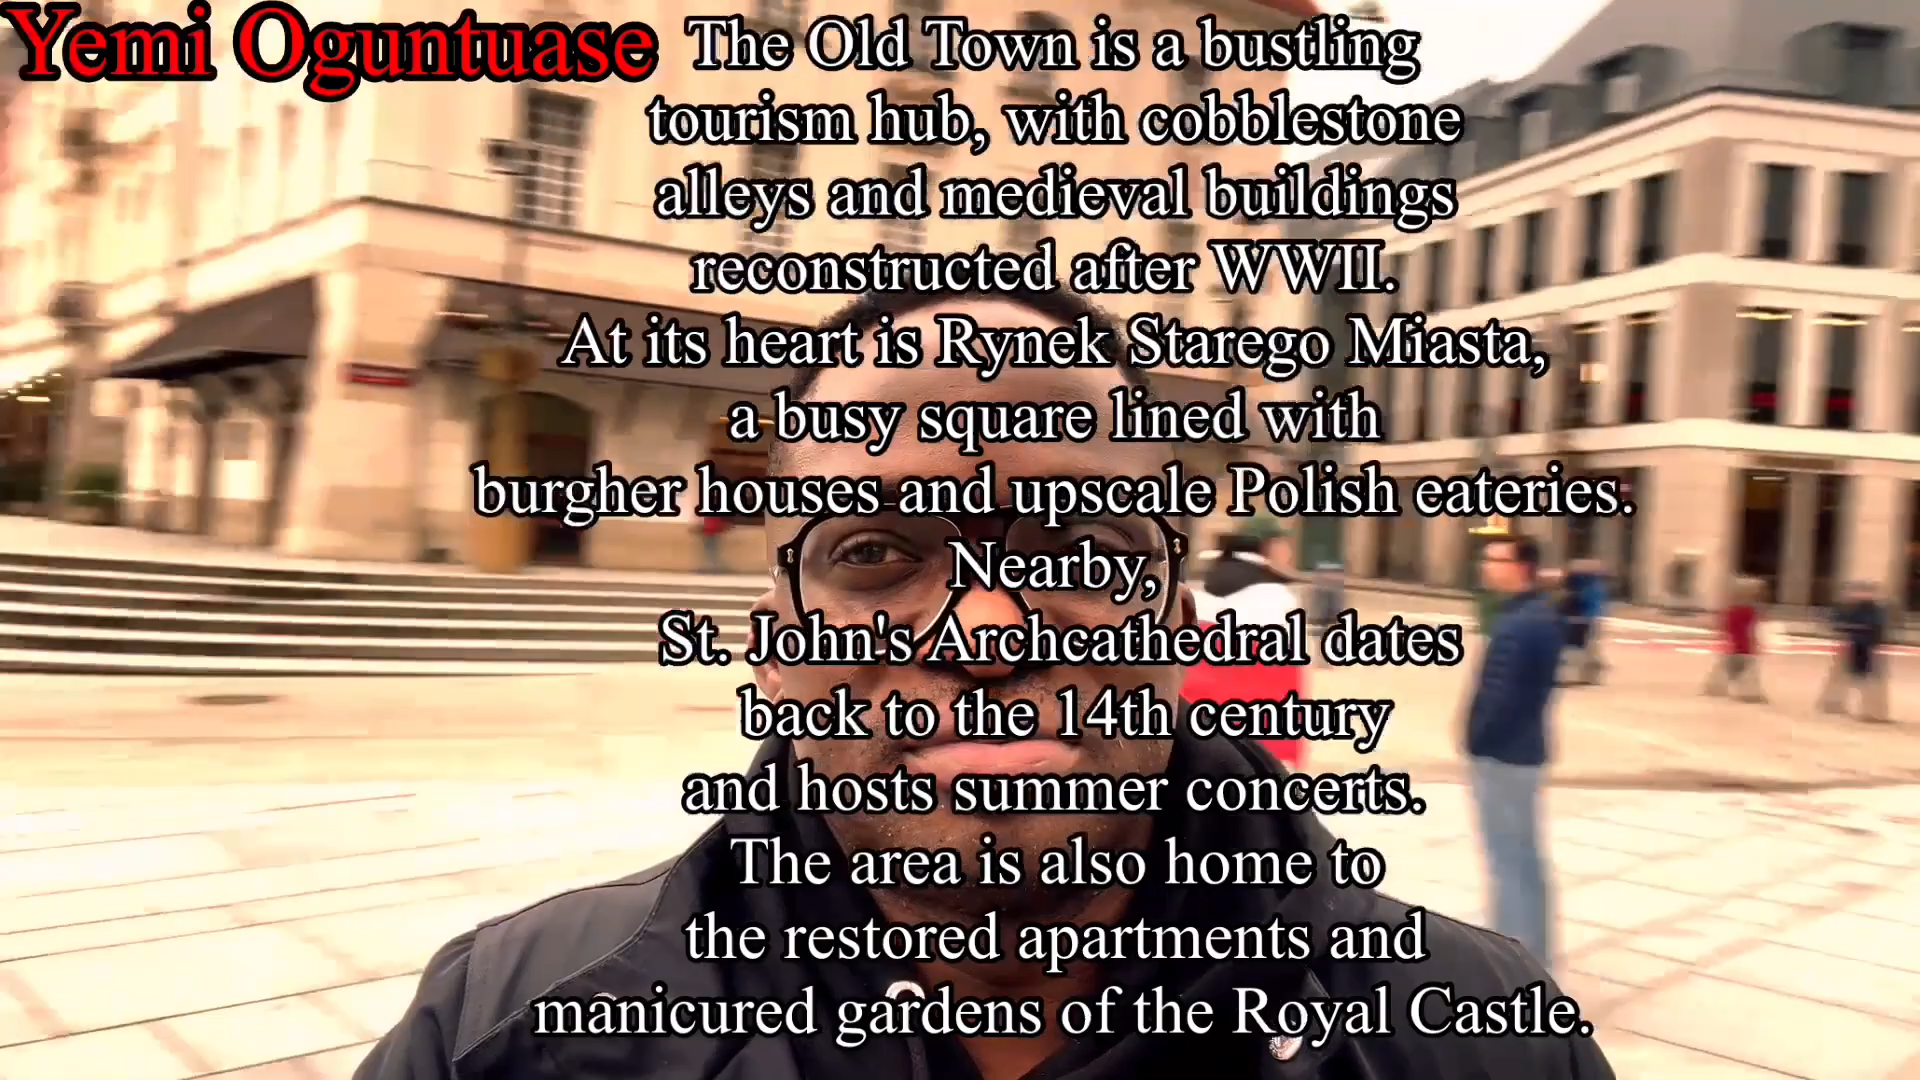 Yemi Oguntuase
The Old Town is a bustling
tourism hub, with cobblestone
alleys and medieval buildings
reconstructed after WWII.
At its heart is Rynek Starego Miasta,
a busy square lined with
burgher houses and upscale Polish eateries.
Nearby,
St. John's Archcathedral dates
back to the 14th century
and hosts summer concerts.
The area is also home to
the restored apartments and
manicured gardens of the Royal Castle.